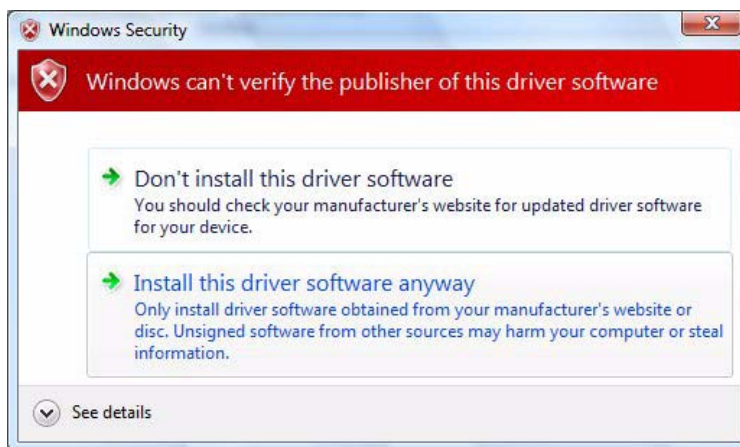 Windows Security
Windows can't verify the publisher of this driver software
Don't install this driver software
You should check your manufacturer's website for updated driver software
for your device.
Install this driver software anyway
Only install driver software obtained from your manufacturer's website or
disc. Unsigned software from other sources may harm your computer or steal
information.
See details